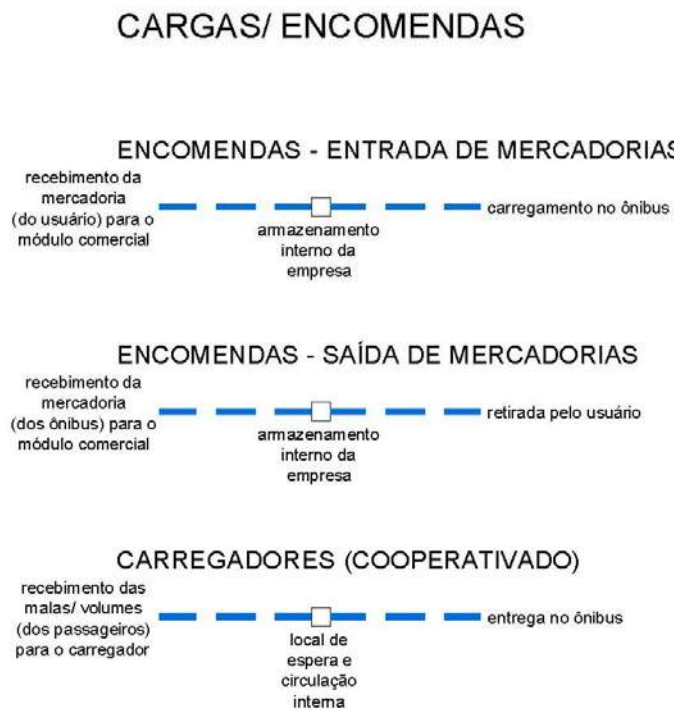 CARGAS/ ENCOMENDAS
ENCOMENDAS - ENTRADA DE MERCADORIAS
recebimento da
mercadoria
(do usuário) para o
módulo comercial
armazenamento
interno da
empresa
carregamento no ônibus
ENCOMENDAS - SAÍDA DE MERCADORIAS
recebimento da
mercadoria
(dos ônibus) para o
módulo comercial
armazenamento
interno da
empresa
retirada pelo usuário
CARREGADORES (COOPERATIVADO)
recebimento das
malas/ volumes
(dos passageiros)
para o carregador
local de
espera e
circulação
interna
entrega no ônibus